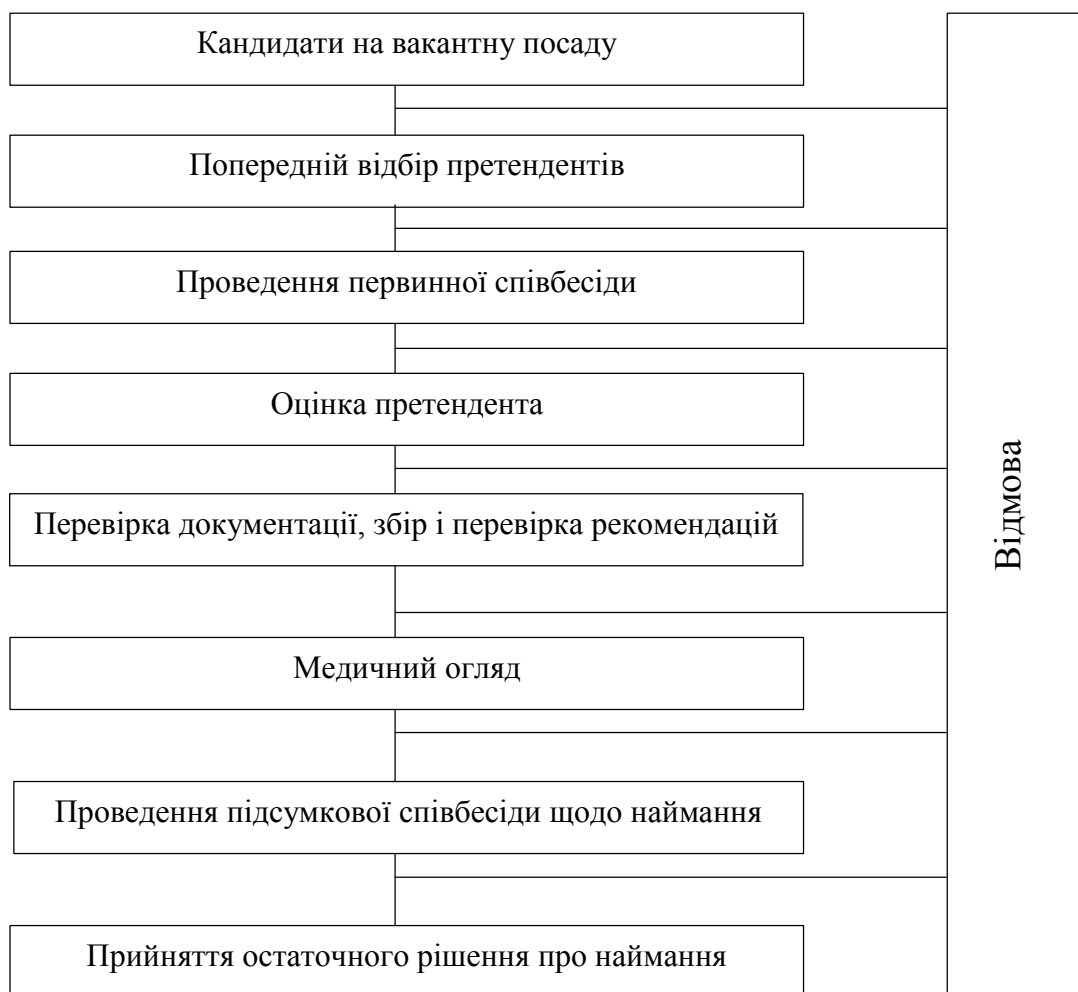 Кандидати на вакантну посаду
Попередній відбір претендентів
Проведення первинної співбесіди
Оцінка претендента
Перевірка документації, збір і перевірка рекомендацій
Медичний огляд
Проведення підсумкової співбесіди щодо наймання
Прийняття остаточного рішення про наймання
Відмова